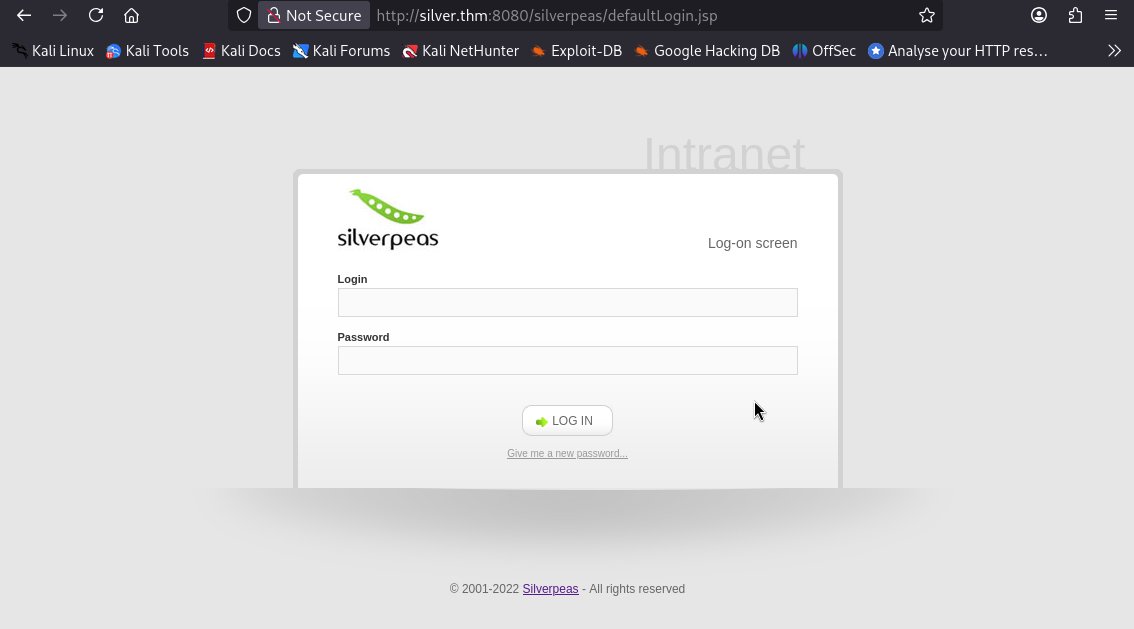 Not Secure http://silver.thm:8080/silverpeas/defaultLogin.jsp
Kali Linux Kali Tools Kali Docs Kali Forums Kali NetHunter Exploit-DB Google Hacking DB OffSec Analyse your HTTP res…
Intranet
silverpeas
Log-on screen
Login
Password
LOG IN
Give me a new password...
© 2001-2022 Silverpeas - All rights reserved